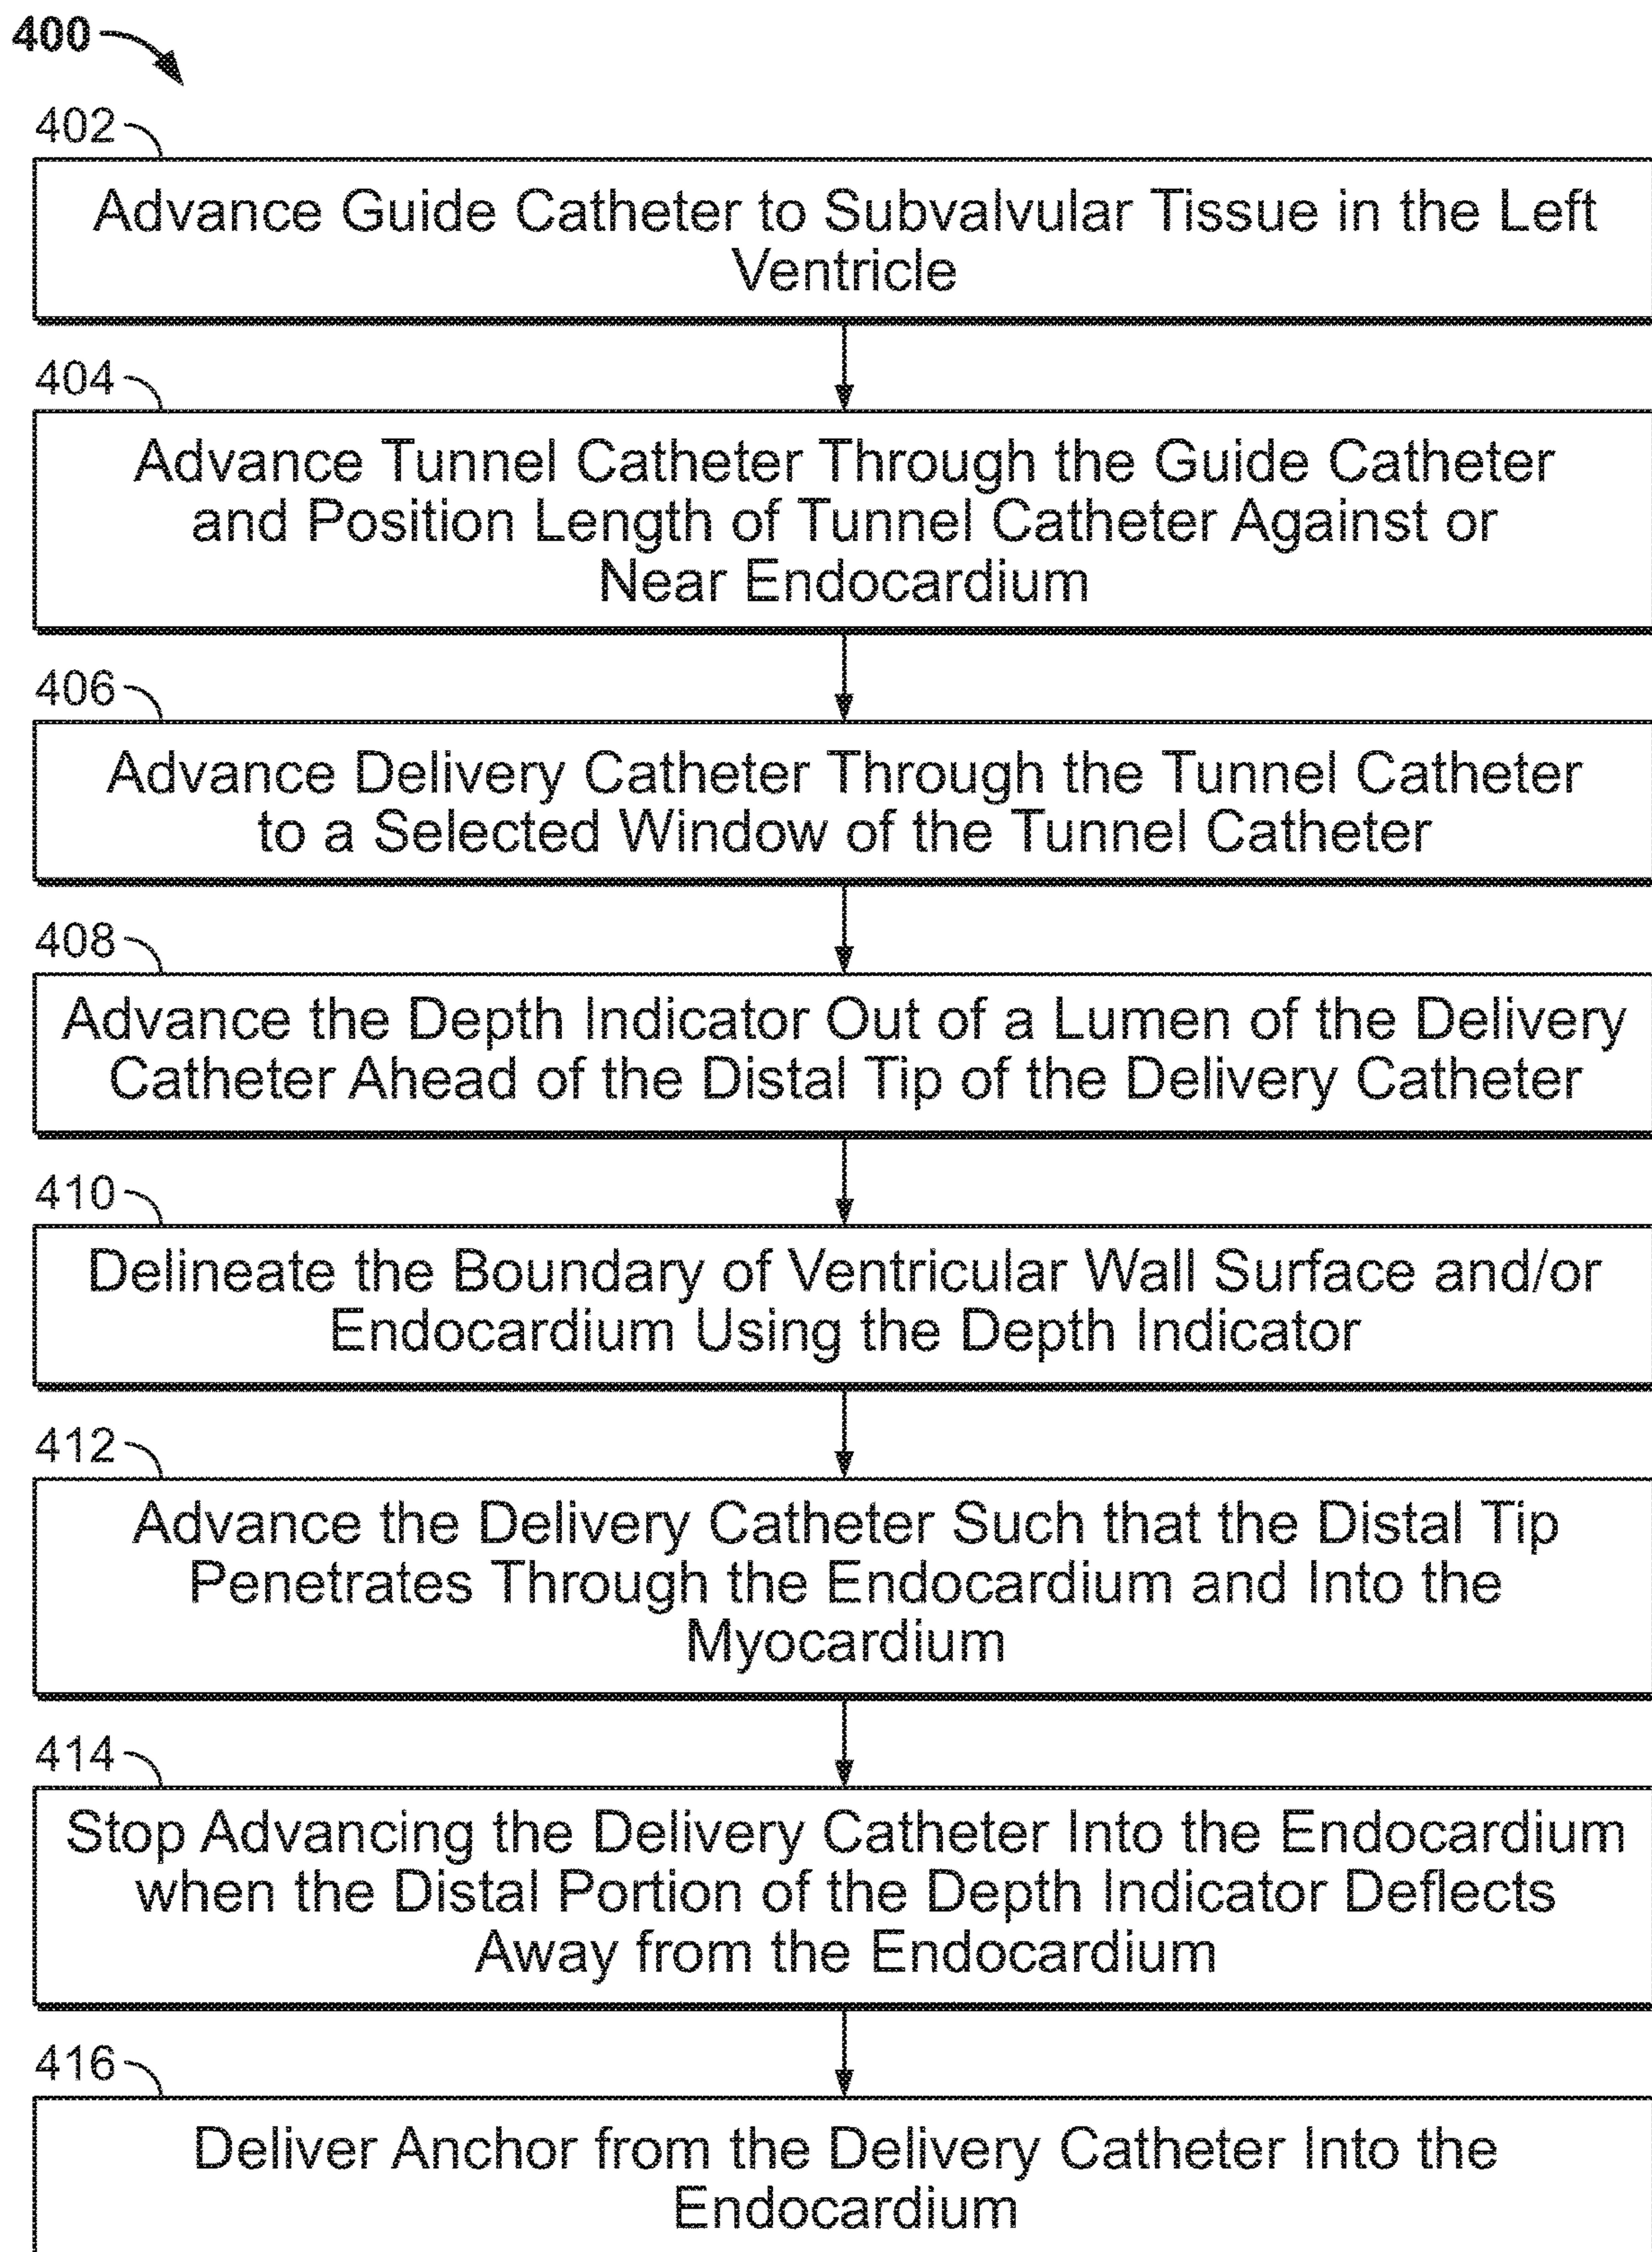 400
402
Advance Guide Catheter to Subvalvular Tissue in the Left
Ventricle
404
Advance Tunnel Catheter Through the Guide Catheter
and Position Length of Tunnel Catheter Against or
Near Endocardium
406
Advance Delivery Catheter Through the Tunnel Catheter
to a Selected Window of the Tunnel Catheter
408
Advance the Depth Indicator Out of a Lumen of the Delivery
Catheter Ahead of the Distal Tip of the Delivery Catheter
410
Delineate the Boundary of Ventricular Wall Surface and/or
Endocardium Using the Depth Indicator
412
Advance the Delivery Catheter Such that the Distal Tip
Penetrates Through the Endocardium and Into the
Myocardium
414
Stop Advancing the Delivery Catheter Into the Endocardium
when the Distal Portion of the Depth Indicator Deflects
Away from the Endocardium
416
Deliver Anchor from the Delivery Catheter Into the
Endocardium